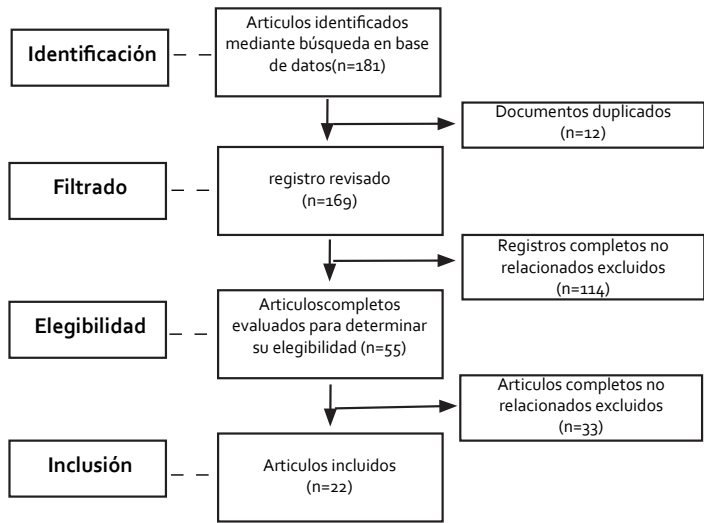 Identificación
Articulos identificados
mediante búsqueda en base
de datos(n=181)
Documentos duplicados
(n=12)
Filtrado
registro revisado
(n=169)
Registros completos no
relacionados excluidos
(n=114)
Elegibilidad
Articuloscompletos
evaluados para determinar
su elegibilidad (n=55)
Articulos completos no
relacionados excluidos
(n=33)
Inclusión
Articulos incluidos
(n=22)